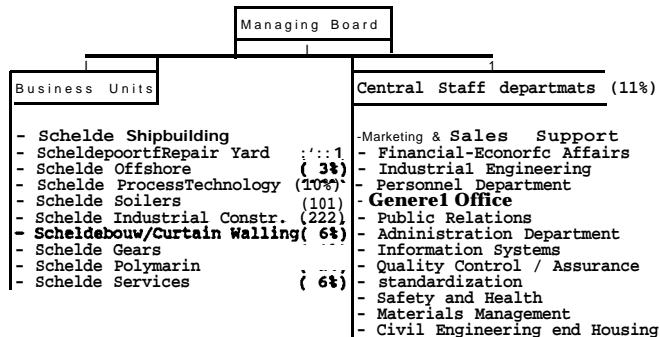 Managing Board
Business Units
- Schelde Shipbuilding
- ScheldepoortfRepair Yard
- Schelde Offshore ( 3%)
- Schelde ProcessTechnology (10%)
- Schelde Soilers (101)
- Schelde Industrial Constr. (222)
- Scheldebouw/Curtain Walling( 6%)
- Schelde Gears
- Schelde Polymarin
- Schelde Services ( 6%)
Central Staff departmats (11%)
-Marketing & Sales Support
- Financial-Econorfc Affairs
- Industria1 Engineering
- Personnel Department
- Genere1 Office
- Public Relations
- Adninistration Department
- Information Systems
- Quality Control / Assurance
- standardization
- Safety and Health
- Materials Management
- Civil Engineering end Housing